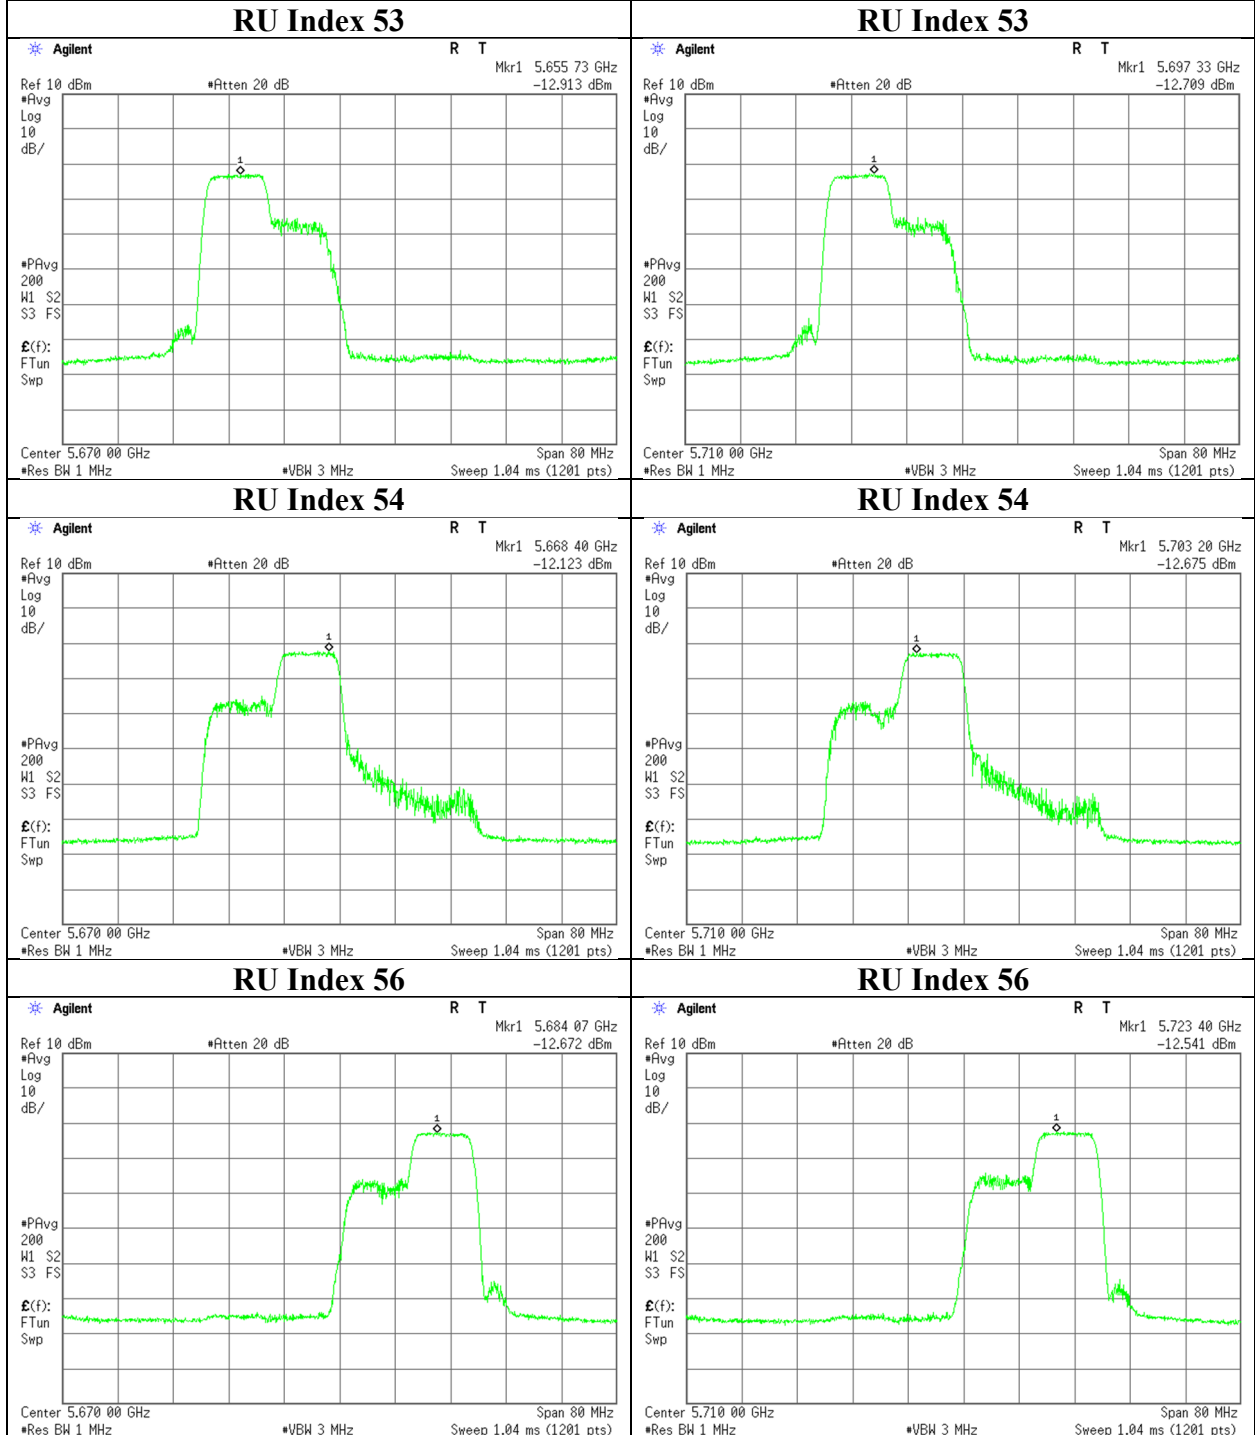 RU Index 53
Agilent R T
Mkr1 5.655 73 GHz
Ref 10 dBm #Atten 20 dB -12.913 dBm
#Avg
Log
10
dB/
1
#PAvg
200
W1 S2
S3 FS
£(f):
FTun
Swp
Center 5.670 00 GHz Span 80 MHz
#Res BW 1 MHz #VBW 3 MHz Sweep 1.04 ms (1201 pts)
RU Index 53
Agilent R T
Mkr1 5.697 33 GHz
Ref 10 dBm #Atten 20 dB -12.709 dBm
#Avg
Log
10
dB/
1
#PAvg
200
W1 S2
S3 FS
£(f):
FTun
Swp
Center 5.710 00 GHz Span 80 MHz
#Res BW 1 MHz #VBW 3 MHz Sweep 1.04 ms (1201 pts)
RU Index 54
Agilent R T
Mkr1 5.668 40 GHz
Ref 10 dBm #Atten 20 dB -12.123 dBm
#Avg
Log
10
dB/
1
#PAvg
200
W1 S2
S3 FS
£(f):
FTun
Swp
Center 5.670 00 GHz Span 80 MHz
#Res BW 1 MHz #VBW 3 MHz Sweep 1.04 ms (1201 pts)
RU Index 54
Agilent R T
Mkr1 5.703 20 GHz
Ref 10 dBm #Atten 20 dB -12.675 dBm
#Avg
Log
10
dB/
1
#PAvg
200
W1 S2
S3 FS
£(f):
FTun
Swp
Center 5.710 00 GHz Span 80 MHz
#Res BW 1 MHz #VBW 3 MHz Sweep 1.04 ms (1201 pts)
RU Index 56
Agilent R T
Mkr1 5.684 07 GHz
Ref 10 dBm #Atten 20 dB -12.672 dBm
#Avg
Log
10
dB/
1
#PAvg
200
W1 S2
S3 FS
£(f):
FTun
Swp
Center 5.670 00 GHz Span 80 MHz
#Res BW 1 MHz #VBW 3 MHz Sweep 1.04 ms (1201 pts)
RU Index 56
Agilent R T
Mkr1 5.723 40 GHz
Ref 10 dBm #Atten 20 dB -12.541 dBm
#Avg
Log
10
dB/
1
#PAvg
200
W1 S2
S3 FS
£(f):
FTun
Swp
Center 5.710 00 GHz Span 80 MHz
#Res BW 1 MHz #VBW 3 MHz Sweep 1.04 ms (1201 pts)